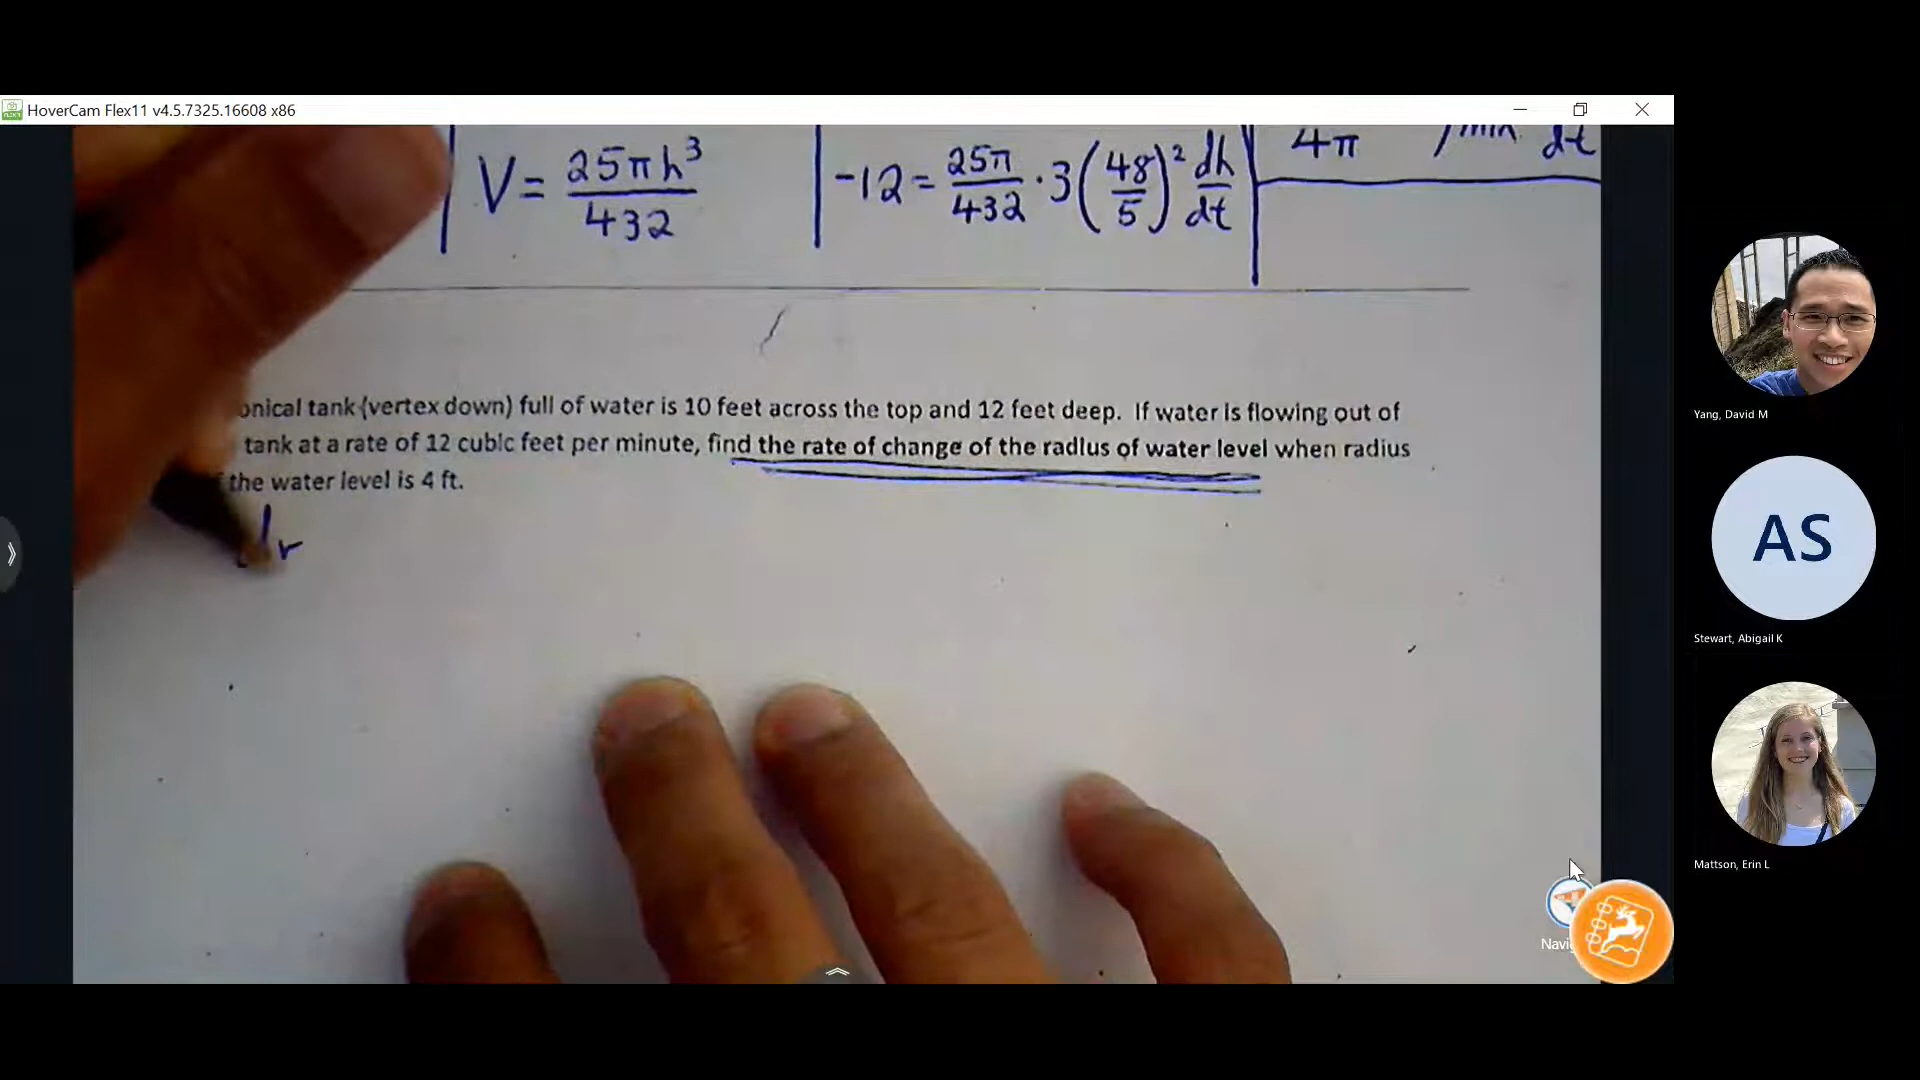 HoverCam Flex11 v4.5.7325.16608 x86
V = 25πh³/432
-12 = 25π/432 · 3(48/5)² dh/dt
4π /min. dt
onical tank (vertex down) full of water is 10 feet across the top and 12 feet deep. If water is flowing out of
tank at a rate of 12 cubic feet per minute, find the rate of change of the radius of water level when radius
the water level is 4 ft.
dr
Yang, David M
AS
Stewart, Abigail K
Mattson, Erin L